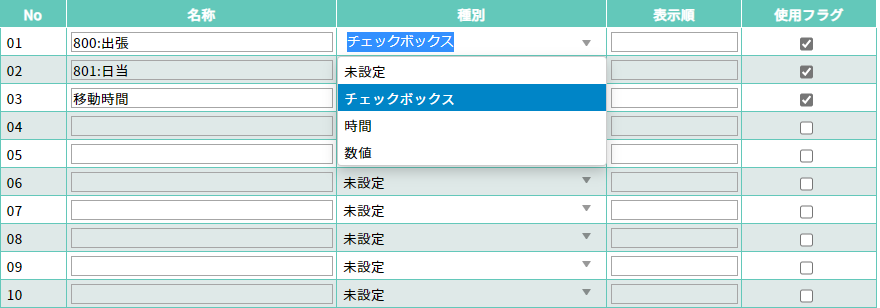 No 名称 種別 表示順 使用フラグ
01 800:出張 チェックボックス
02 801:日当 未設定
03 移動時間 チェックボックス
04 時間
05 数値
06 未設定
07 未設定
08 未設定
09 未設定
10 未設定